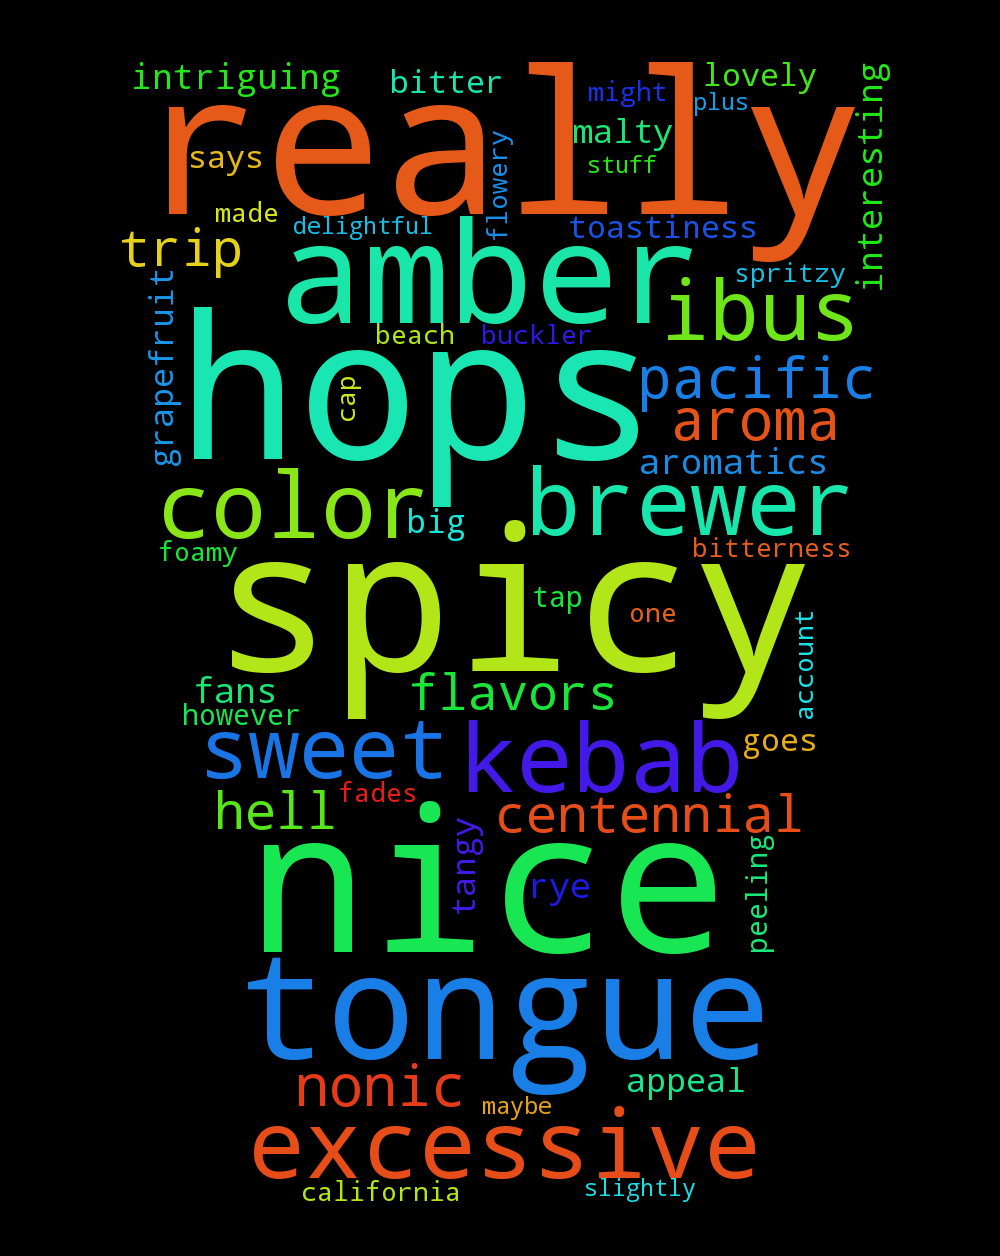 intriguing
bitter
lovely
might
plus
interesting
really
malty
says
flowery
stuff
made
delightful
toastiness
trip
amber
spritzy
grapefruit
ibus
beach
buckler
hops
pacific
cap
aroma
aromatics
color
brewer
big
foamy
bitterness
spicy
tap
one
account
fans
flavors
however
sweet
kebab
goes
hell
fades
centennial
nice
tangy
rye
peeling
tongue
nonic
appeal
maybe
excessive
california
slightly